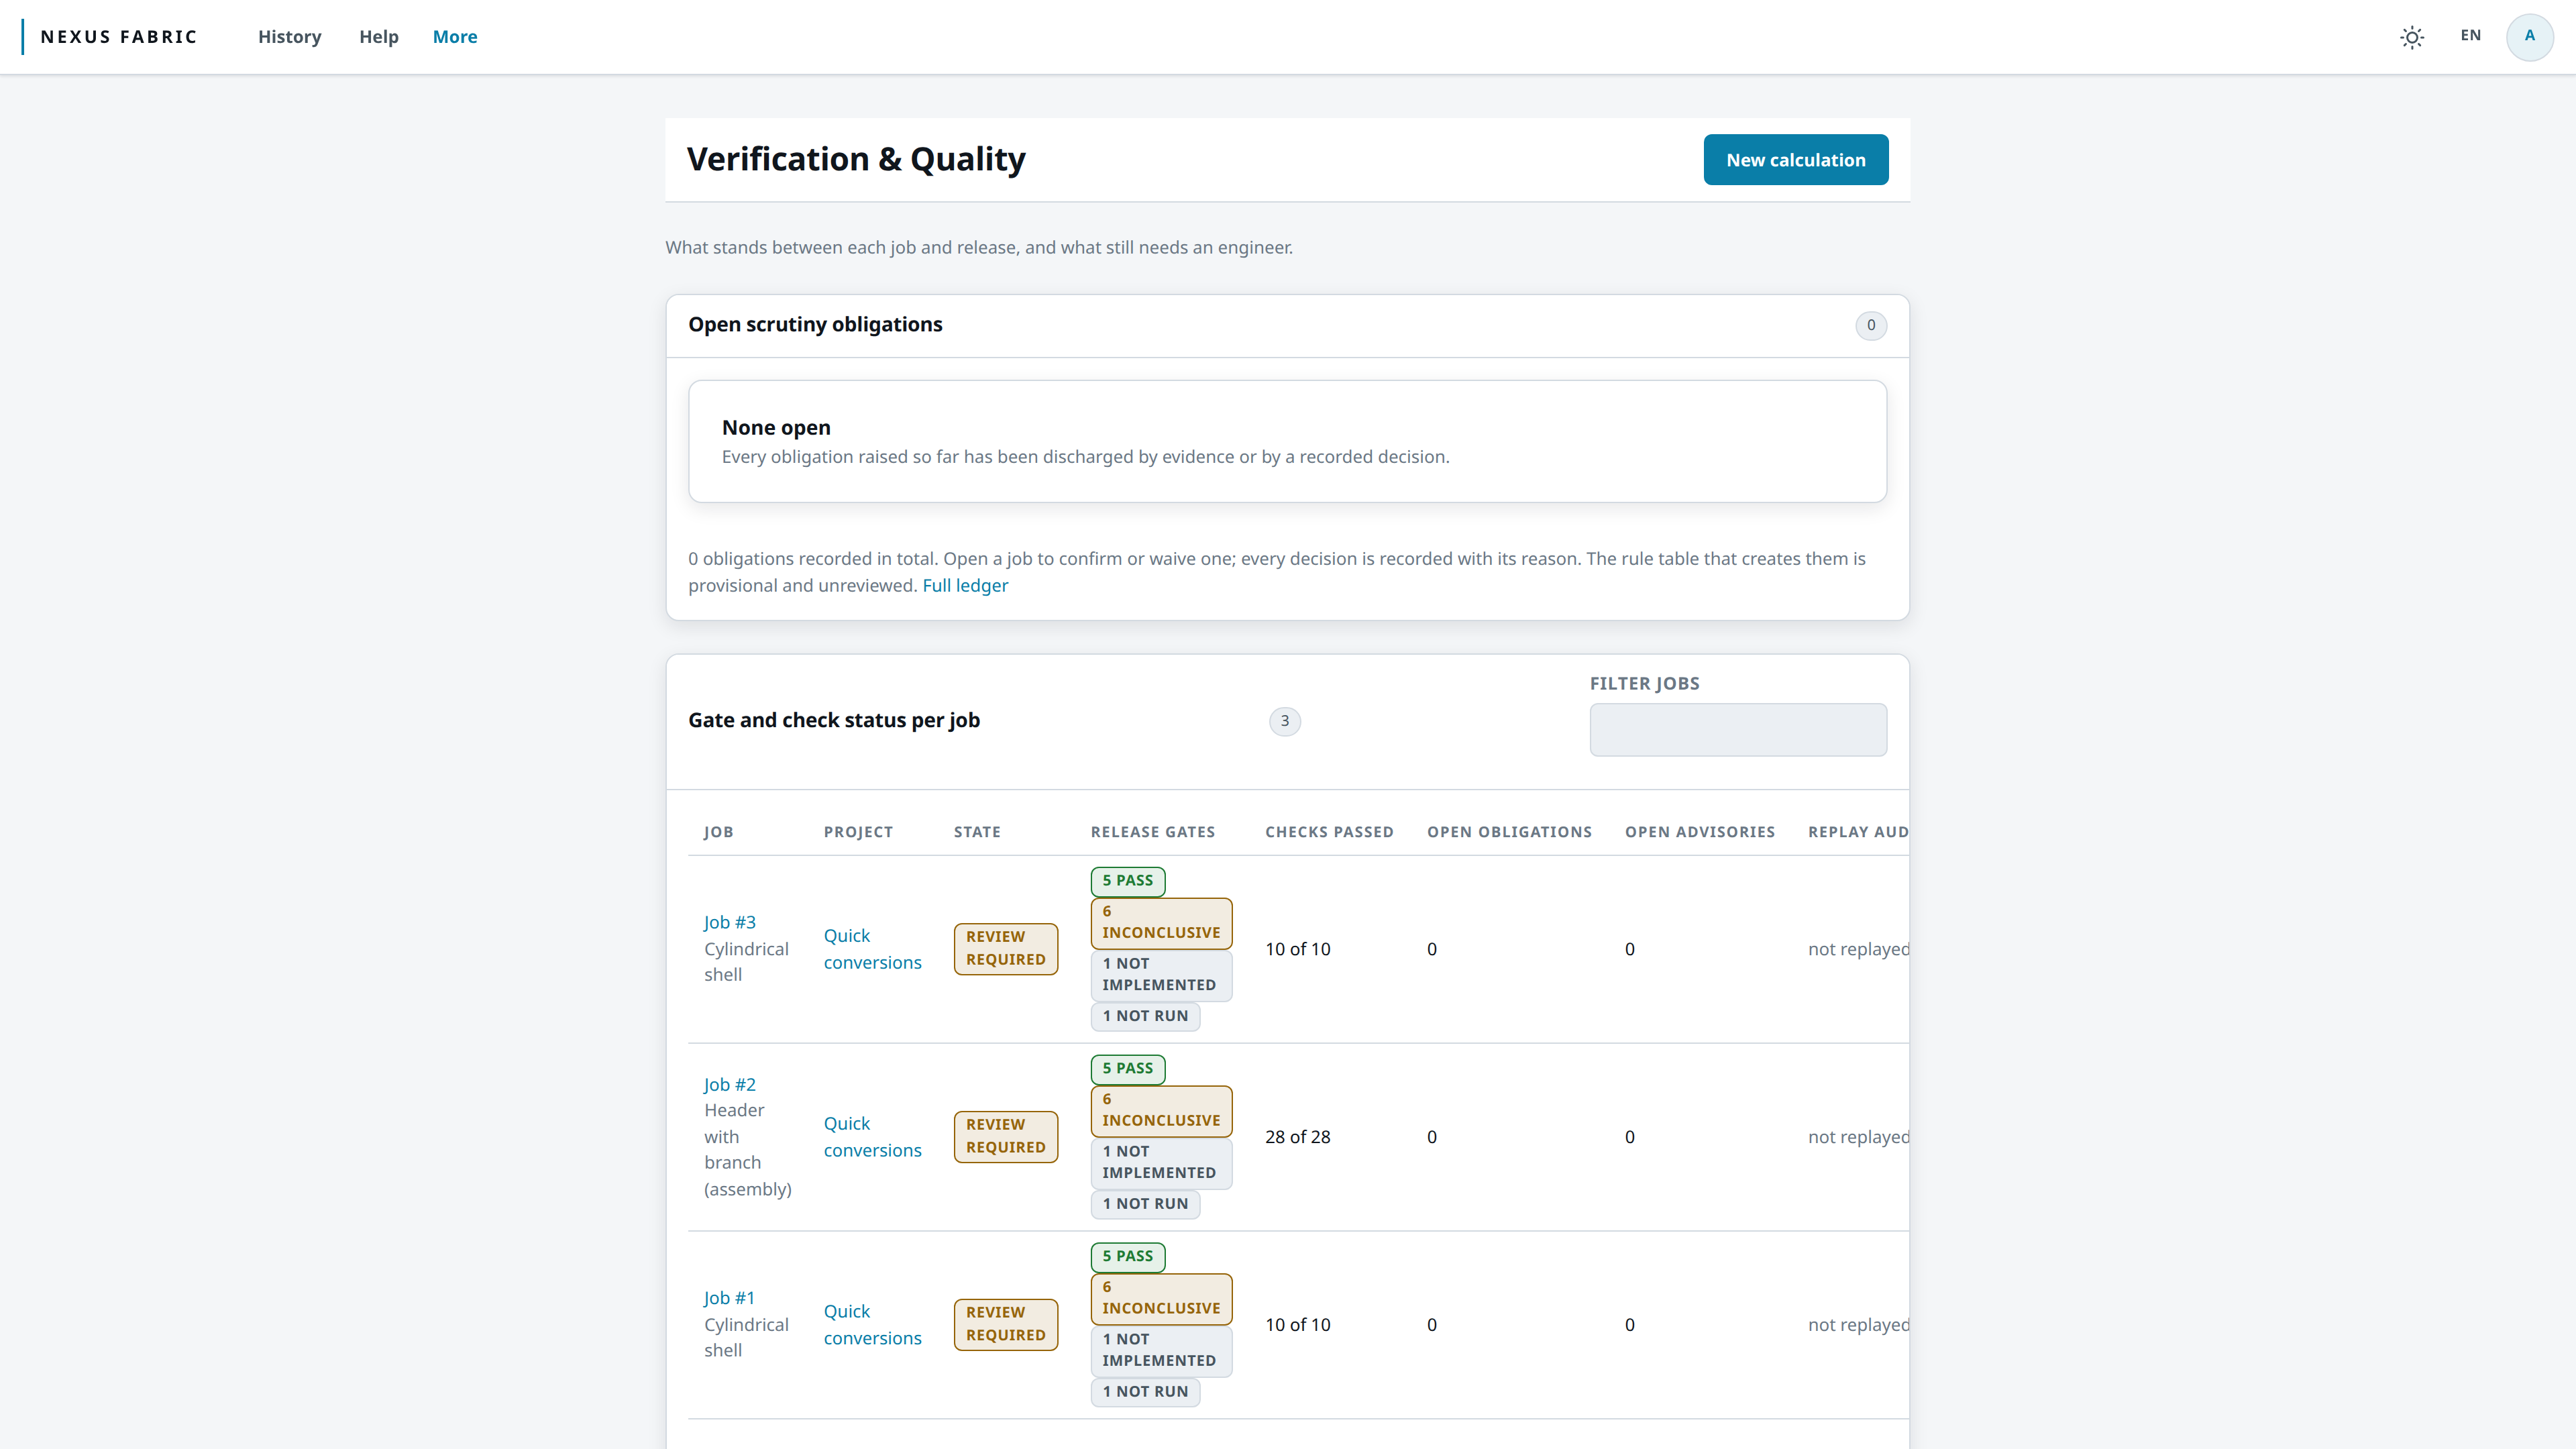 NEXUS FABRIC
History
Help
More
EN
A
Verification & Quality
New calculation
What stands between each job and release, and what still needs an engineer.
Open scrutiny obligations
0
None open
Every obligation raised so far has been discharged by evidence or by a recorded decision.
0 obligations recorded in total. Open a job to confirm or waive one; every decision is recorded with its reason. The rule table that creates them is
provisional and unreviewed. Full ledger
Gate and check status per job
3
FILTER JOBS
JOB
PROJECT
STATE
RELEASE GATES
CHECKS PASSED
OPEN OBLIGATIONS
OPEN ADVISORIES
REPLAY AUD
Job #3
Cylindrical
shell
Quick
conversions
REVIEW
REQUIRED
5 PASS
6
INCONCLUSIVE
1 NOT
IMPLEMENTED
1 NOT RUN
10 of 10
0
0
not replayed
Job #2
Header
with
branch
(assembly)
Quick
conversions
REVIEW
REQUIRED
5 PASS
6
INCONCLUSIVE
1 NOT
IMPLEMENTED
1 NOT RUN
28 of 28
0
0
not replayed
Job #1
Cylindrical
shell
Quick
conversions
REVIEW
REQUIRED
5 PASS
6
INCONCLUSIVE
1 NOT
IMPLEMENTED
1 NOT RUN
10 of 10
0
0
not replayed